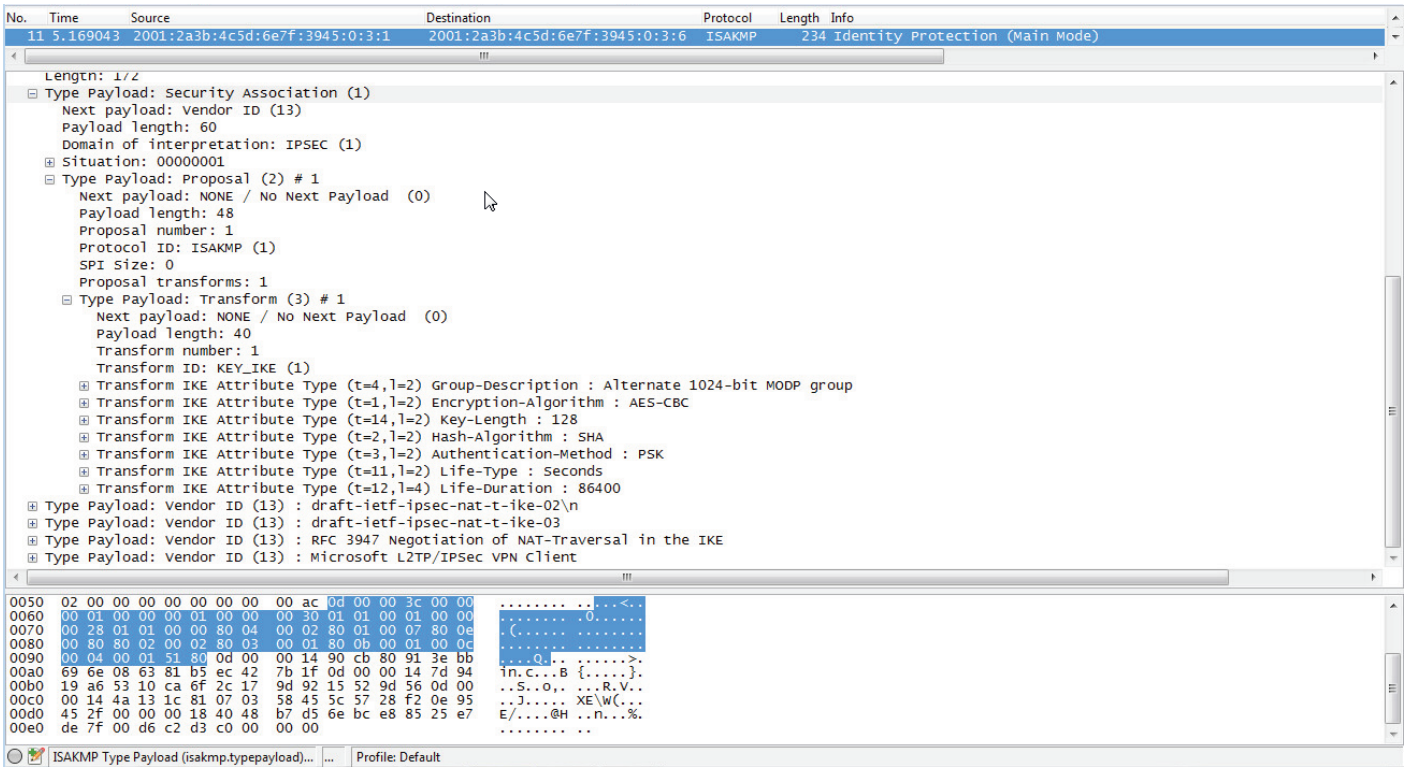 No. Time Source Destination Protocol Length Info
11 5.169043 2001:2a3b:4c5d:6e7f:3945:0:3:1 2001:2a3b:4c5d:6e7f:3945:0:3:6 ISAKMP 234 Identity Protection (Main Mode)
Length: 172
Type Payload: Security Association (1)
Next payload: Vendor ID (13)
Payload length: 60
Domain of interpretation: IPSEC (1)
Situation: 00000001
Type Payload: Proposal (2) # 1
Next payload: NONE / No Next Payload (0)
Payload length: 48
Proposal number: 1
Protocol ID: ISAKMP (1)
SPI Size: 0
Proposal transforms: 1
Type Payload: Transform (3) # 1
Next payload: NONE / No Next Payload (0)
Payload length: 40
Transform number: 1
Transform ID: KEY_IKE (1)
Transform IKE Attribute Type (t=4,l=2) Group-Description : Alternate 1024-bit MODP group
Transform IKE Attribute Type (t=1,l=2) Encryption-Algorithm : AES-CBC
Transform IKE Attribute Type (t=14,l=2) Key-Length : 128
Transform IKE Attribute Type (t=2,l=2) Hash-Algorithm : SHA
Transform IKE Attribute Type (t=3,l=2) Authentication-Method : PSK
Transform IKE Attribute Type (t=11,l=2) Life-Type : Seconds
Transform IKE Attribute Type (t=12,l=4) Life-Duration : 86400
Type Payload: Vendor ID (13) : draft-ietf-ipsec-nat-t-ike-02\n
Type Payload: Vendor ID (13) : draft-ietf-ipsec-nat-t-ike-03
Type Payload: Vendor ID (13) : RFC 3947 Negotiation of NAT-Traversal in the IKE
Type Payload: Vendor ID (13) : Microsoft L2TP/IPSec VPN Client
0050 02 00 00 00 00 00 00 00 00 ac 0d 00 00 3c 00 00 ........ .....<..
0060 00 01 00 00 00 01 00 00 00 30 01 01 00 01 00 00 ........ .0......
0070 00 28 01 01 00 00 80 04 00 02 80 01 00 07 80 0e .(...... ........
0080 00 80 80 02 00 02 80 03 00 01 80 0b 00 01 00 0c ........ ........
0090 00 04 00 01 51 80 0d 00 00 14 90 cb 80 91 3e bb ....Q... ......>.
00a0 69 6e 08 63 81 b5 ec 42 7b 1f 0d 00 00 14 7d 94 in.c...B {.....}.
00b0 19 a6 53 10 ca 6f 2c 17 9d 92 15 52 9d 56 0d 00 ..S..o,. ...R.V..
00c0 00 14 4a 13 1c 81 07 03 58 45 5c 57 28 f2 0e 95 ..J..... XE\W(...
00d0 45 2f 00 00 00 18 40 48 b7 d5 6e bc e8 85 25 e7 E/....@H ..n...%.
00e0 de 7f 00 d6 c2 d3 c0 00 00 00 ........ ..
ISAKMP Type Payload (isakmp.typepayload)... ... Profile: Default